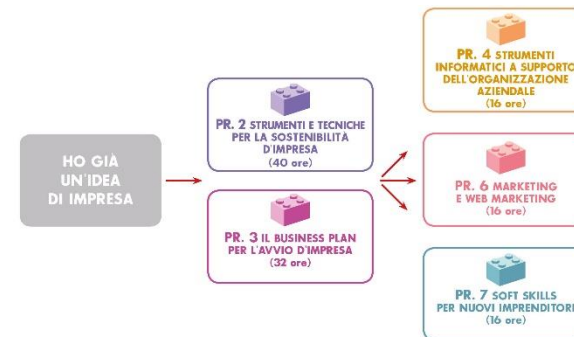 HO GIÀ
UN'IDEA
DI IMPRESA
PR. 2 STRUMENTI E TECNICHE
PER LA SOSTENIBILITÀ
D'IMPRESA
(40 ore)
PR. 3 IL BUSINESS PLAN
PER L'AVVIO D'IMPRESA
(32 ore)
PR. 4 STRUMENTI
INFORMATICI A SUPPORTO
DELL'ORGANIZZAZIONE
AZIENDALE
(16 ore)
PR. 6 MARKETING
E WEB MARKETING
(16 ore)
PR. 7 SOFT SKILLS
PER NUOVI IMPRENDITORI
(16 ore)